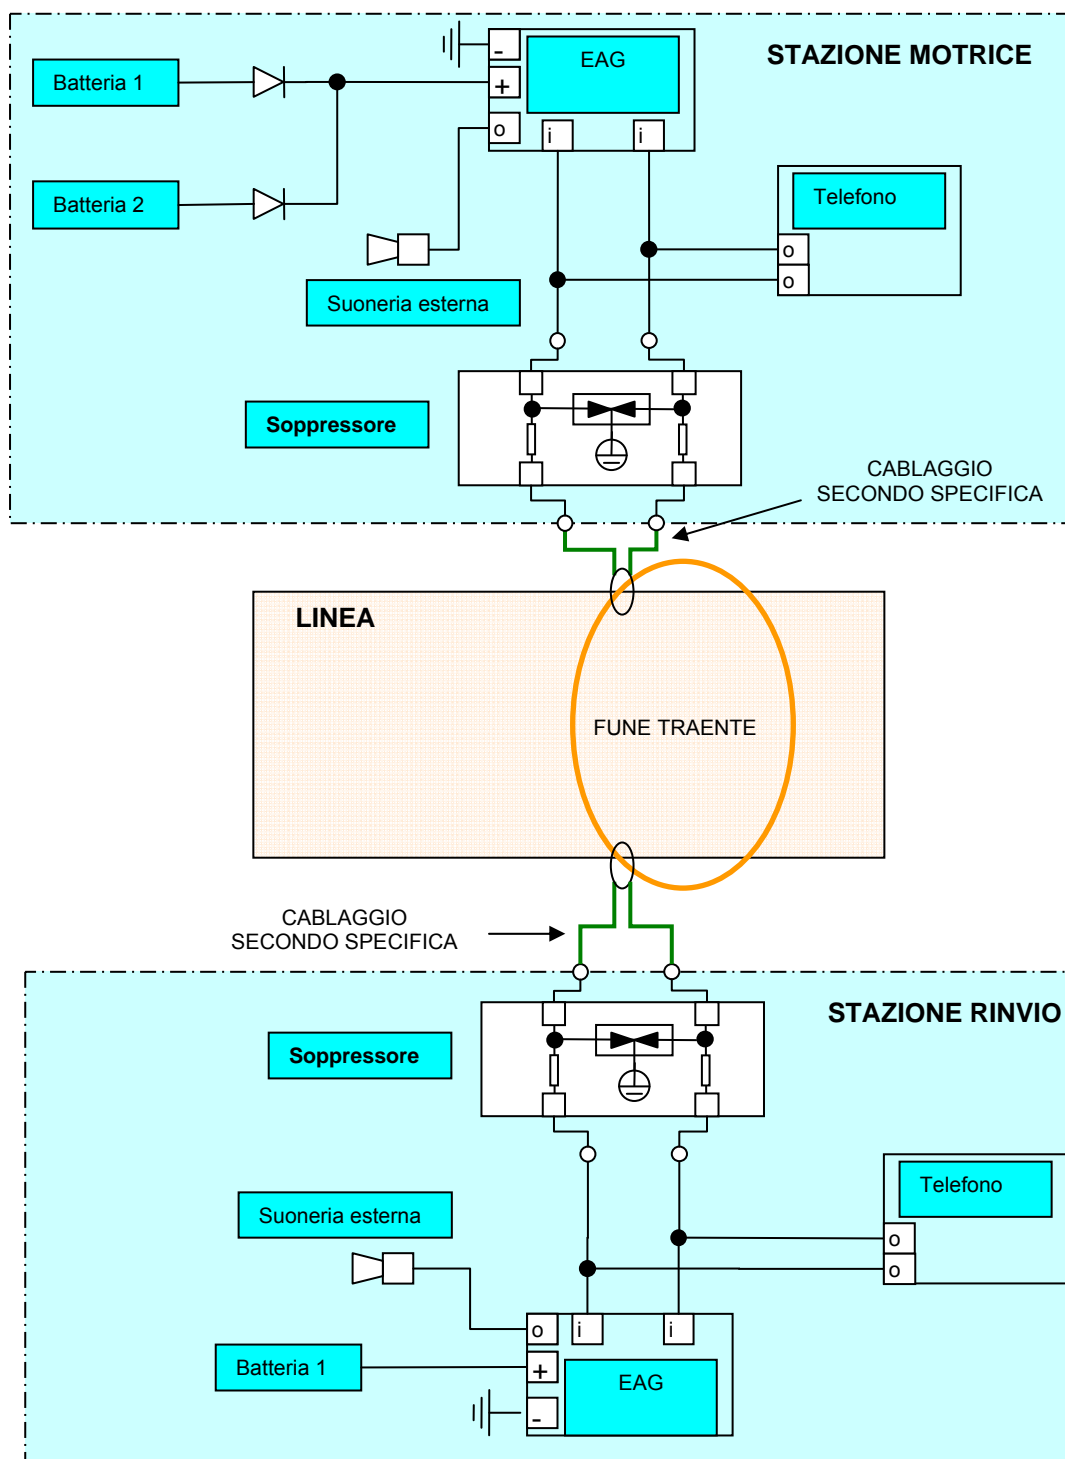 STAZIONE MOTRICE
EAG
-
+
o
i i
Batteria 1
Batteria 2
Telefono
o
o
Suoneria esterna
Soppressore
CABLAGGIO
SECONDO SPECIFICA
LINEA
FUNE TRAENTE
CABLAGGIO
SECONDO SPECIFICA
STAZIONE RINVIO
Soppressore
Telefono
o
o
Suoneria esterna
o i i
Batteria 1
+
EAG
-